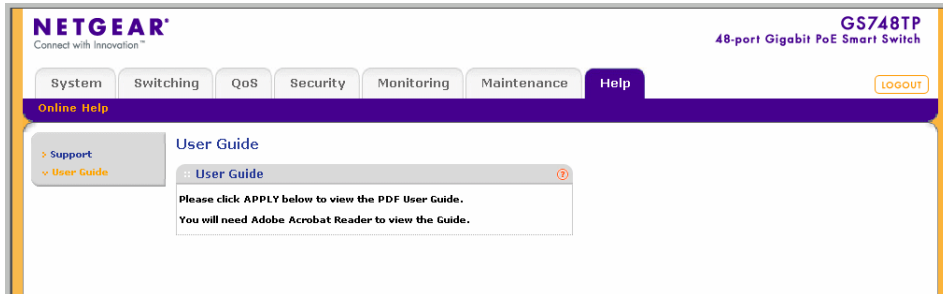 NETGEAR®
Connect with Innovation™
GS748TP
48-port Gigabit PoE Smart Switch
System Switching QoS Security Monitoring Maintenance Help LOGOUT
Online Help
Support
User Guide
User Guide
:: User Guide ?
Please click APPLY below to view the PDF User Guide.
You will need Adobe Acrobat Reader to view the Guide.